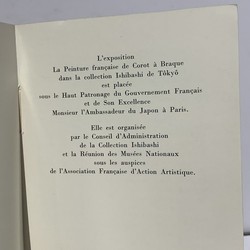 L'exposition
La Peinture française de Corot à Braque
dans la collection Ishibashi de Tôkyô
est placée
sous le Haut Patronage du Gouvernement Français
et de Son Excellence
Monsieur l'Ambassadeur du Japon à Paris.
Elle est organisée
par le Conseil d'Administration
de la Collection Ishibashi
et la Réunion des Musées Nationaux
sous les auspices
de l'Association Française d'Action Artistique.